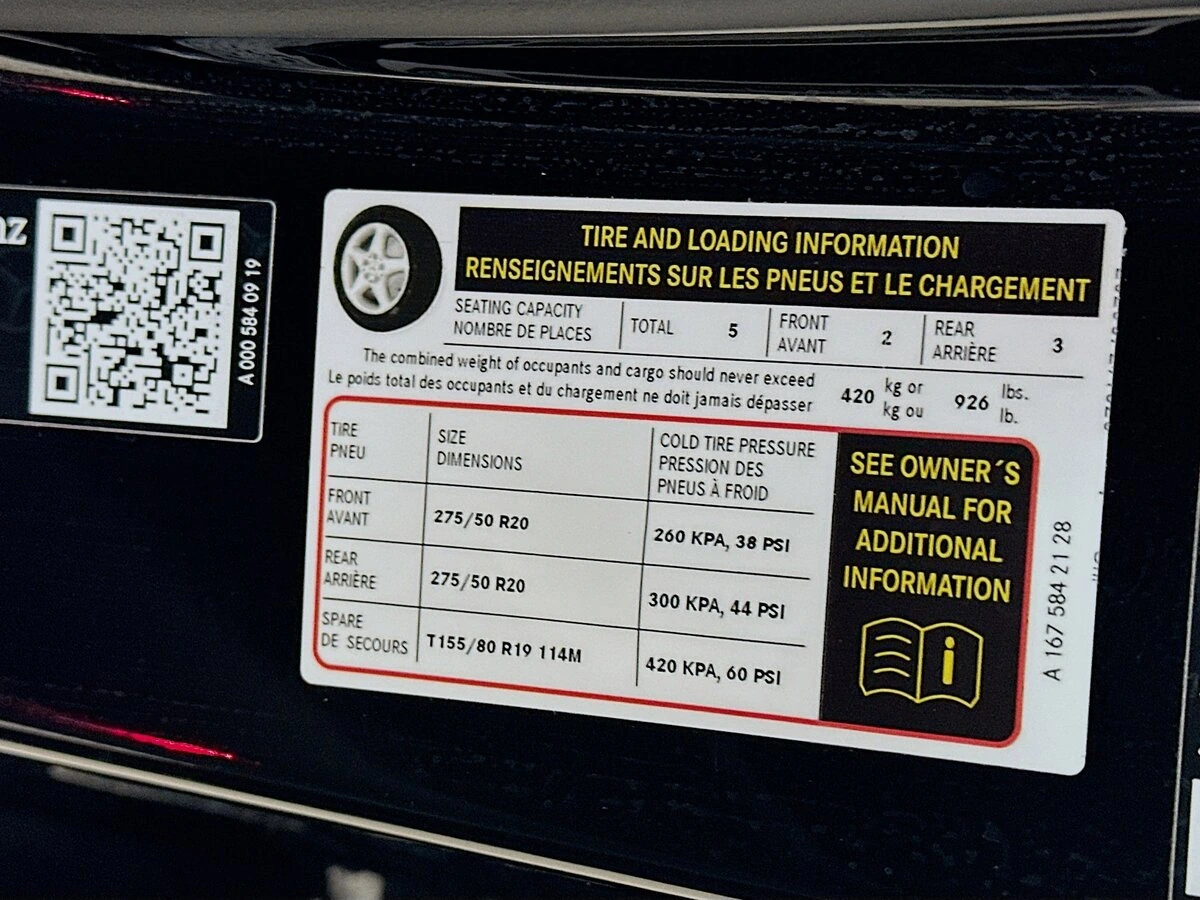 nz
A 000 584 09 19
TIRE AND LOADING INFORMATION
RENSEIGNEMENTS SUR LES PNEUS ET LE CHARGEMENT
SEATING CAPACITY
NOMBRE DE PLACES
TOTAL 5
FRONT
AVANT
2
REAR
ARRIÈRE
3
The combined weight of occupants and cargo should never exceed
Le poids total des occupants et du chargement ne doit jamais dépasser
420
kg or
kg ou
926
lbs.
lb.
TIRE
PNEU
SIZE
DIMENSIONS
COLD TIRE PRESSURE
PRESSION DES
PNEUS À FROID
FRONT
AVANT
275/50 R20
260 KPA, 38 PSI
REAR
ARRIÈRE
275/50 R20
300 KPA, 44 PSI
SPARE
DE SECOURS
T155/80 R19 114M
420 KPA, 60 PSI
SEE OWNER´S
MANUAL FOR
ADDITIONAL
INFORMATION
A 167 584 21 28